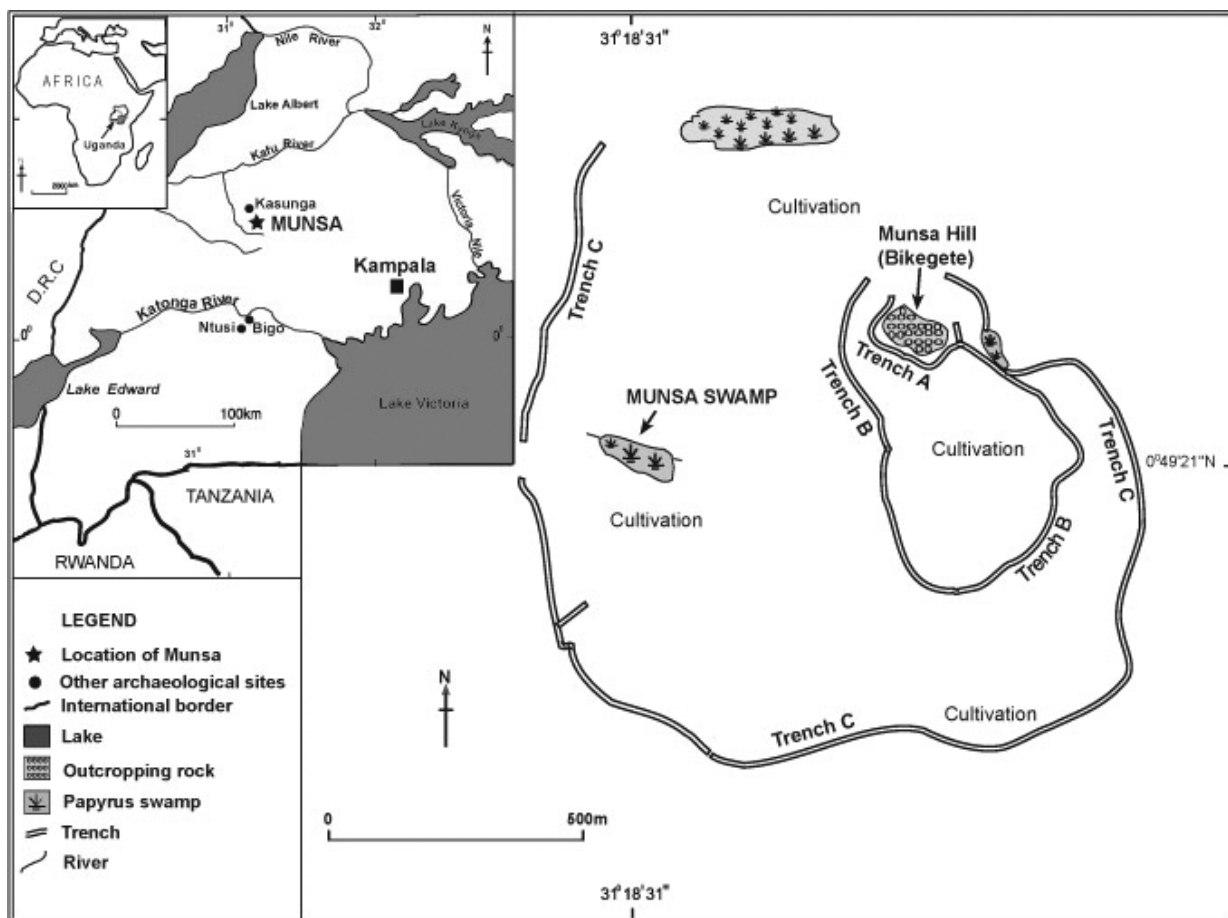 AFRICA
Uganda
2000km
31°
32°
N
Nile River
Lake Albert
Lake Kyoga
Kafu River
Kasunga
MUNSA
Victoria Nile
Kampala
D.R.C
Katonga River
Ntusi
Bigo
0°
0°
Lake Edward
0
100km
Lake Victoria
31°
TANZANIA
RWANDA
LEGEND
Location of Munsa
Other archaeological sites
International border
Lake
Outcropping rock
Papyrus swamp
Trench
River
31°18'31"
Cultivation
Munsa Hill
(Bikegete)
Trench C
Trench A
Trench B
MUNSA SWAMP
Cultivation
Trench C
0°49'21"N
Cultivation
Trench B
N
Cultivation
Trench C
0
500m
31°18'31"